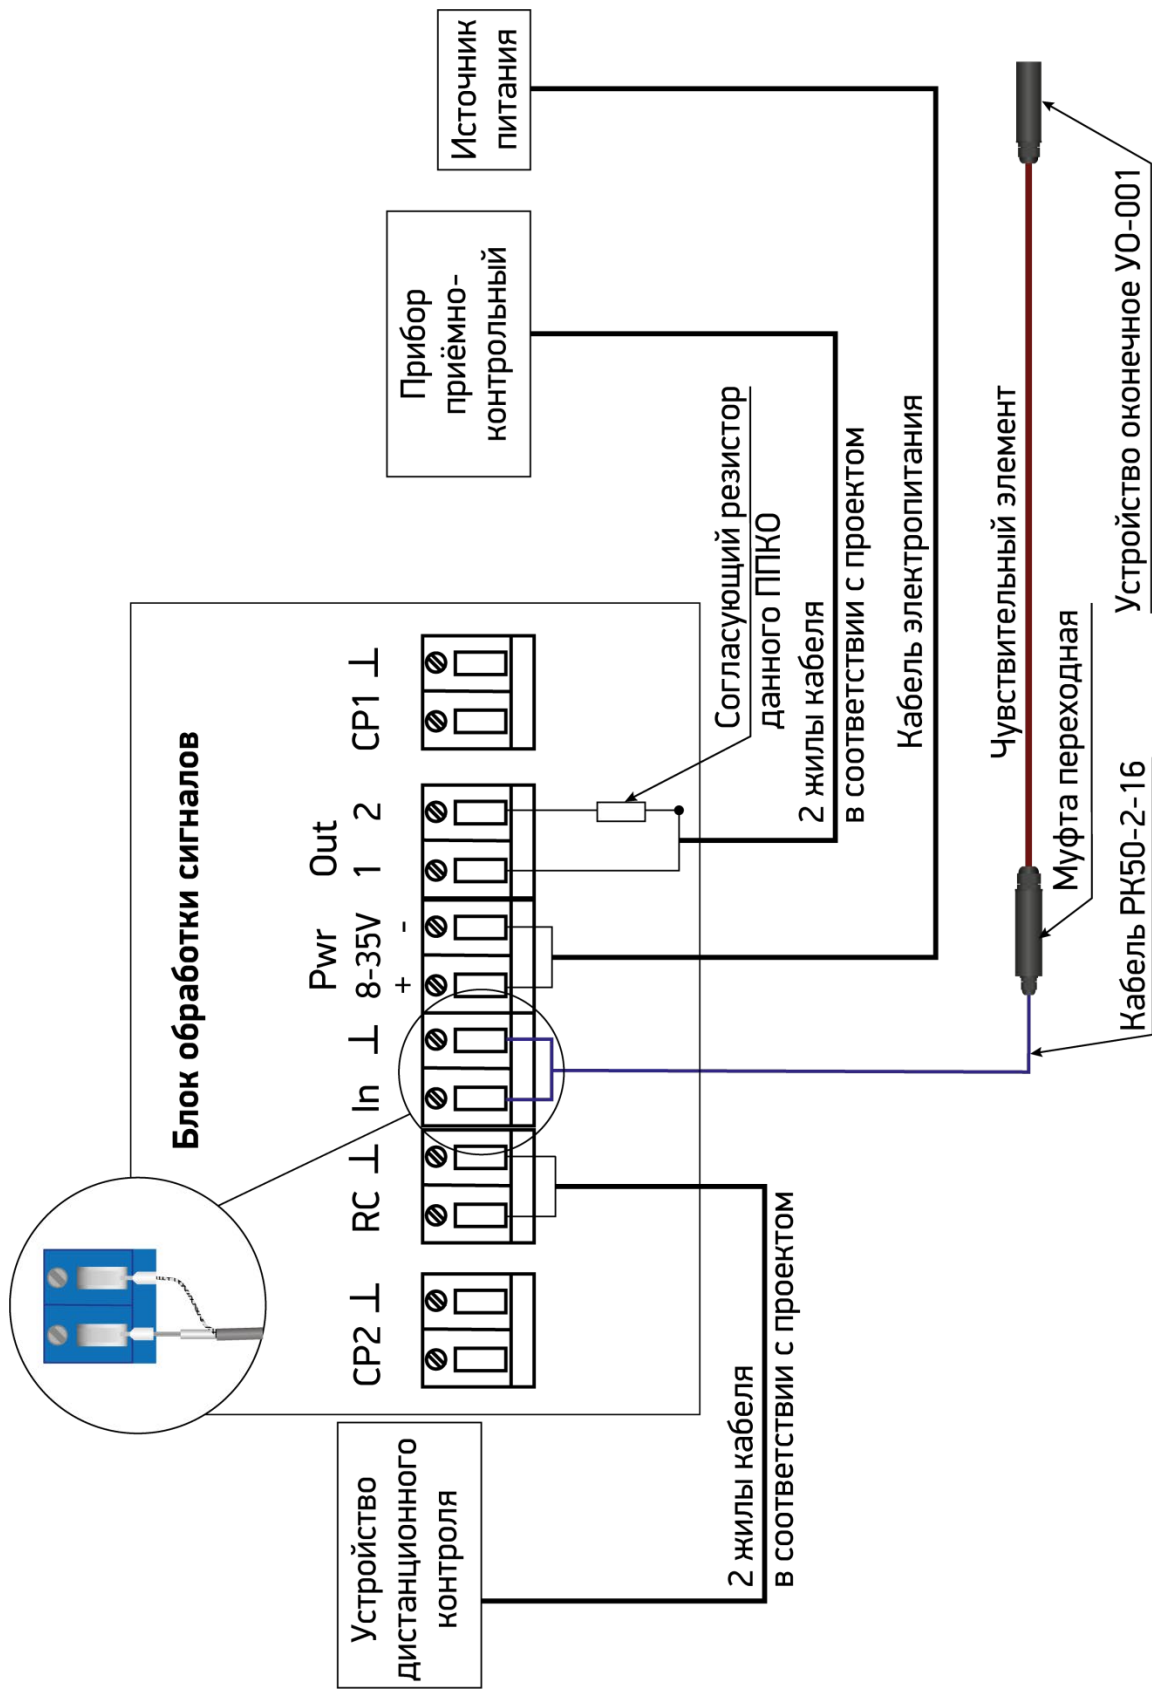 Блок обработки сигналов
Pwr
Out
CP2 ⊥
RC ⊥
In ⊥
8-35V
+ -
1
2
CP1 ⊥
Устройство
дистанционного
контроля
Прибор
приёмно-
контрольный
Источник
питания
2 жилы кабеля
в соответствии с проектом
Согласующий резистор
данного ППКО
2 жилы кабеля
в соответствии с проектом
Кабель электропитания
Чувствительный элемент
Муфта переходная
Кабель РК50-2-16
Устройство оконечное УО-001